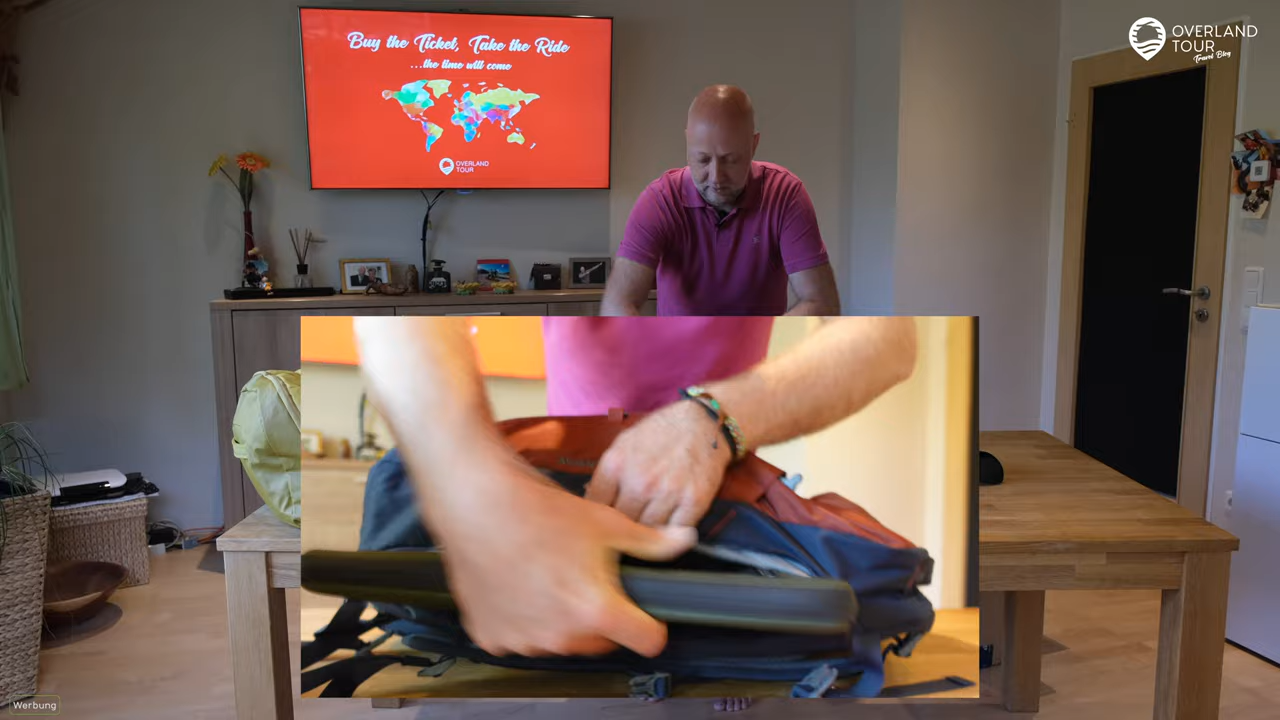 Buy the Ticket, Take the Ride
...the time will come
OVERLAND
TOUR
OVERLAND
TOUR
Travel Blog
Werbung